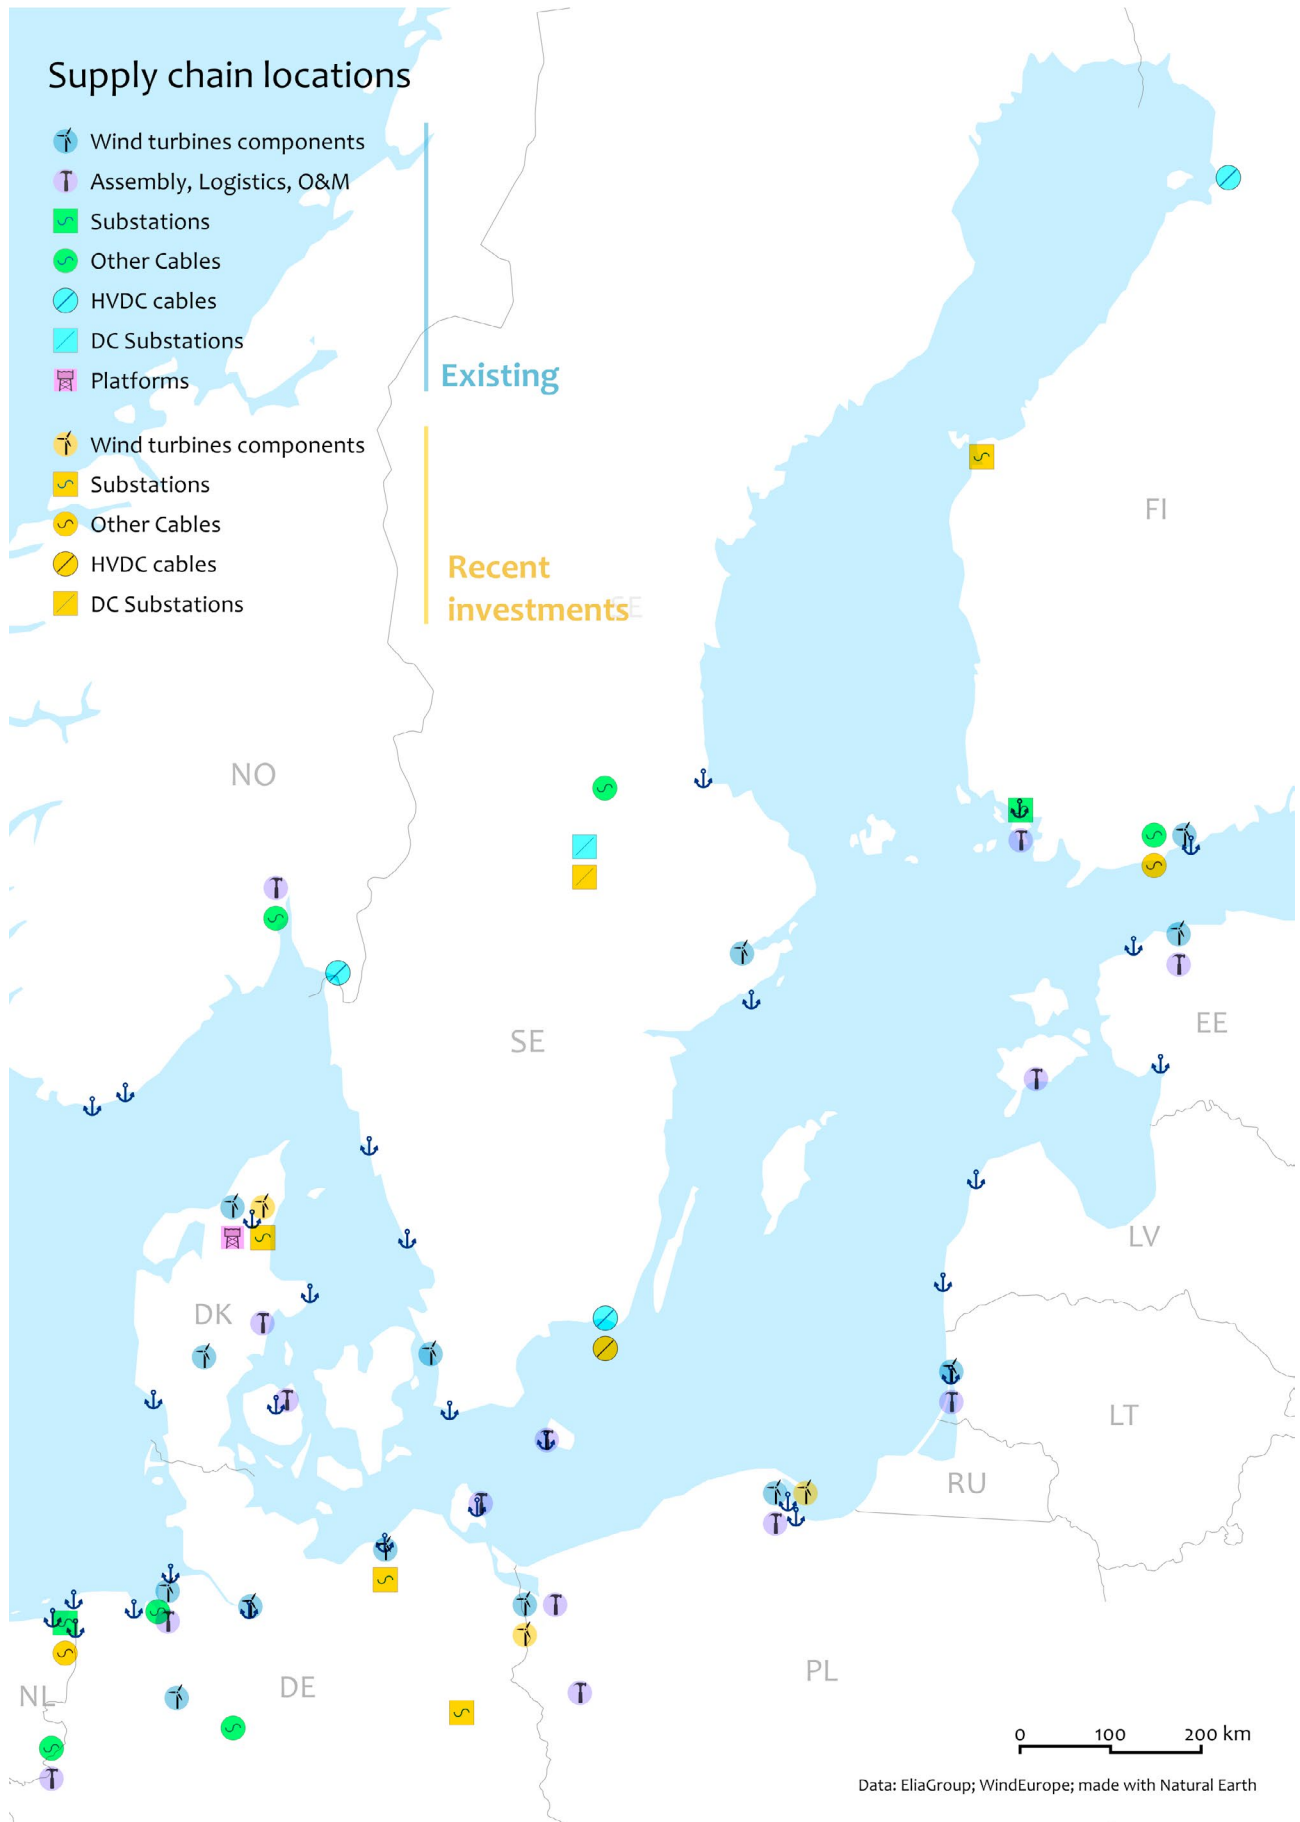 Supply chain locations
Wind turbines components
Assembly, Logistics, O&M
Substations
Other Cables
HVDC cables
DC Substations
Platforms
Existing
Wind turbines components
Substations
Other Cables
HVDC cables
DC Substations
Recent
investments
SE
FI
NO
SE
EE
LV
DK
LT
RU
DE
NL
PL
0 100 200 km
Data: EliaGroup; WindEurope; made with Natural Earth